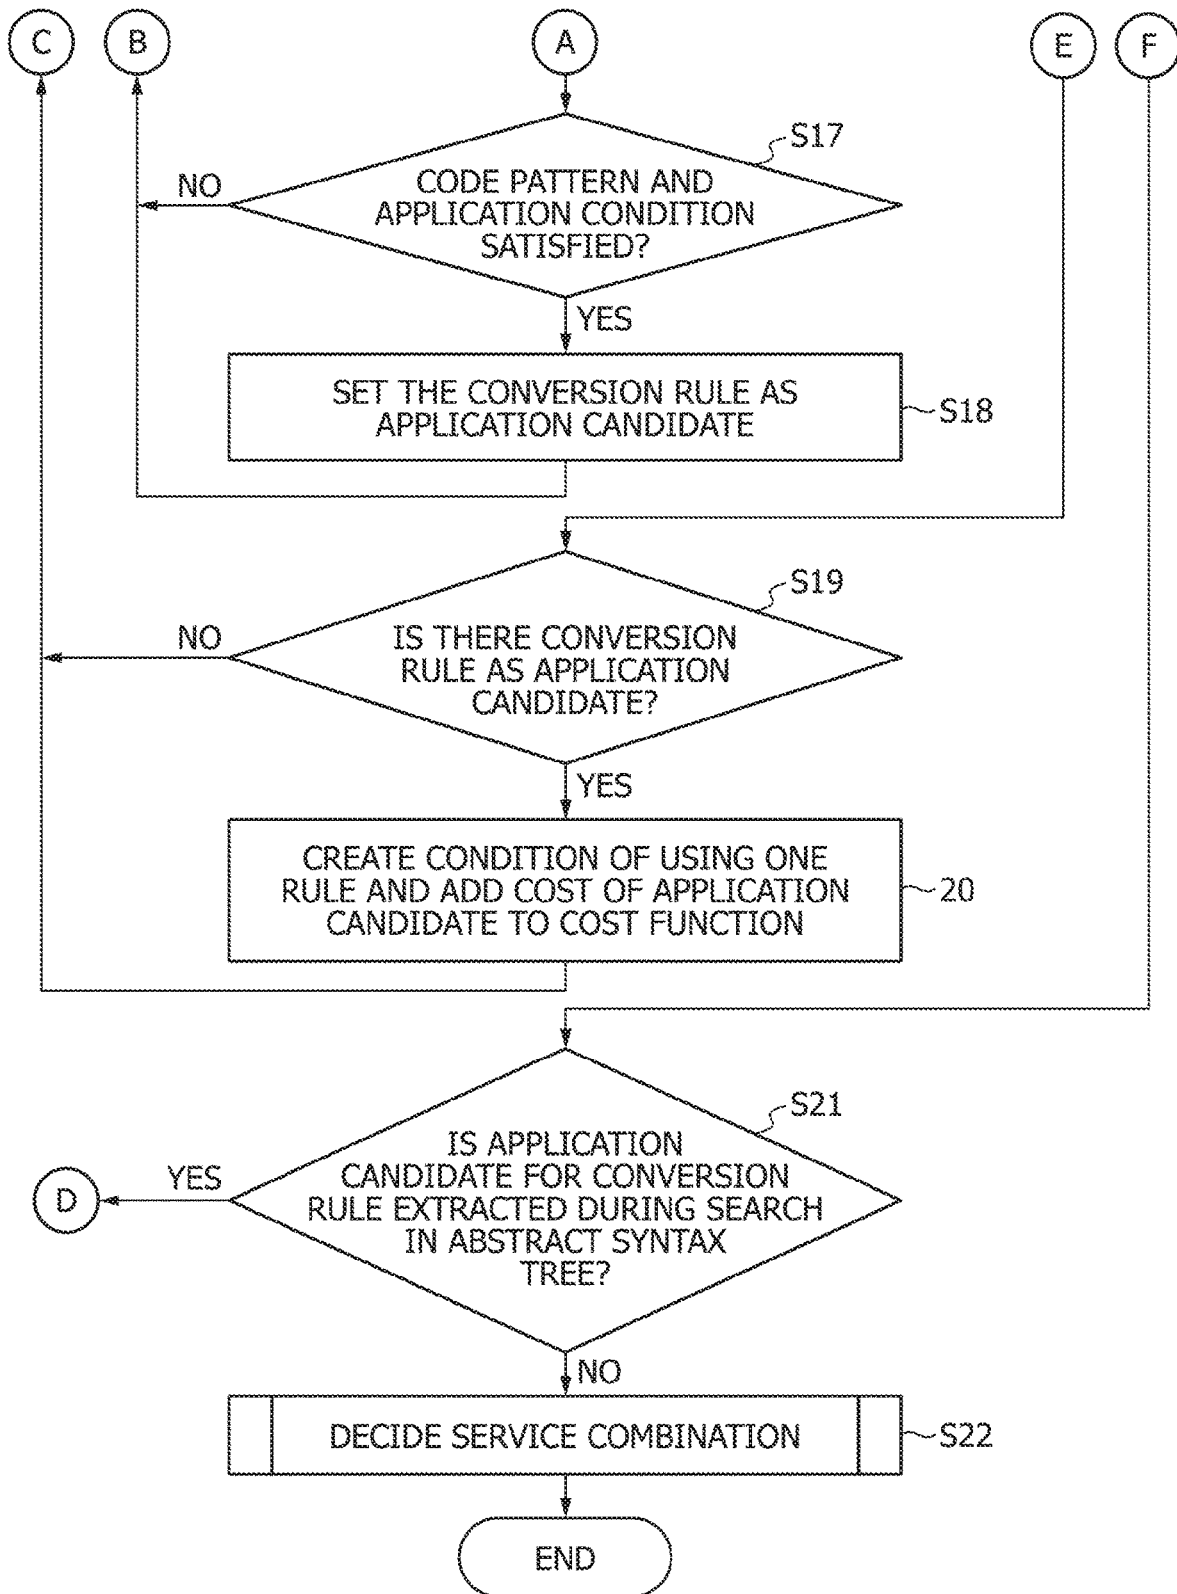 C
B
A
E
F
S17
NO
CODE PATTERN AND
APPLICATION CONDITION
SATISFIED?
YES
SET THE CONVERSION RULE AS
APPLICATION CANDIDATE
S18
S19
NO
IS THERE CONVERSION
RULE AS APPLICATION
CANDIDATE?
YES
CREATE CONDITION OF USING ONE
RULE AND ADD COST OF APPLICATION
CANDIDATE TO COST FUNCTION
20
S21
IS APPLICATION
CANDIDATE FOR CONVERSION
RULE EXTRACTED DURING SEARCH
IN ABSTRACT SYNTAX
TREE?
YES
D
NO
DECIDE SERVICE COMBINATION
S22
END